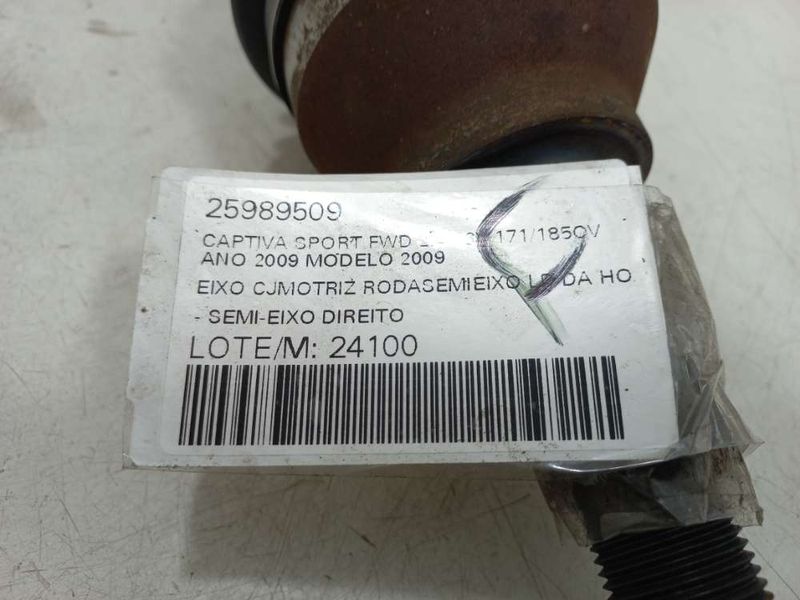 25989509
CAPTIVA SPORT FWD 171/185CV
ANO 2009 MODELO 2009
EIXO CJMOTRIZ RODASEMIEIXO DA HO
- SEMI-EIXO DIREITO
LOTE/M: 24100